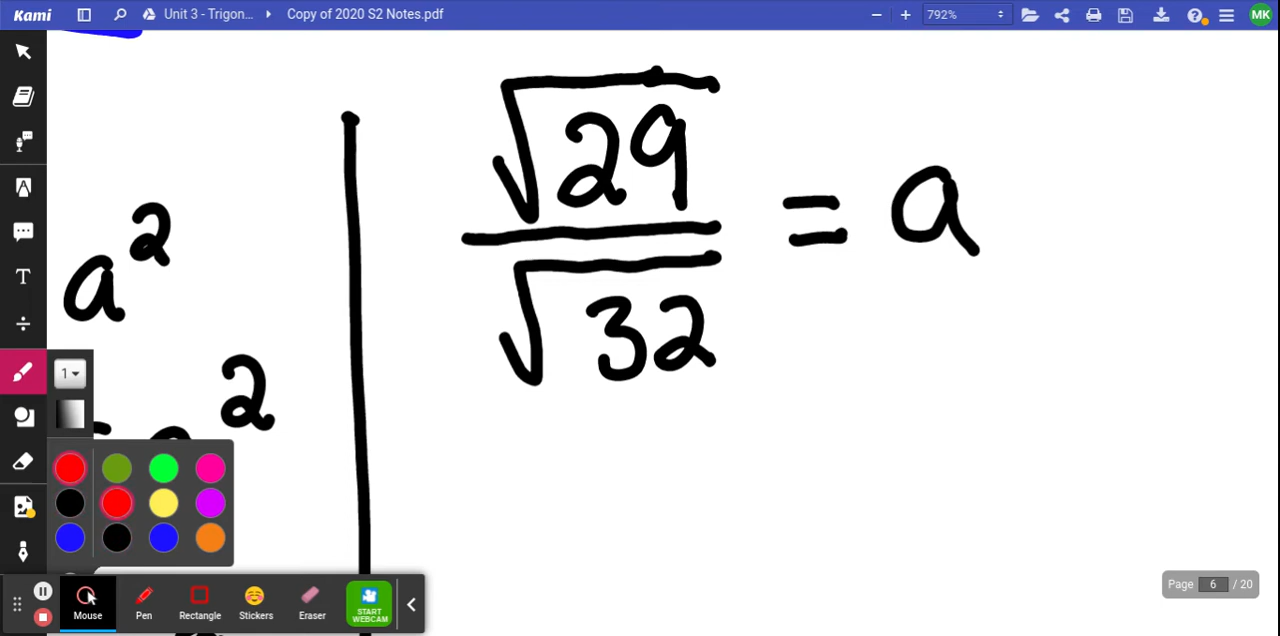 Kami Unit 3 - Trigon... Copy of 2020 S2 Notes.pdf 792% MK
√29
a² = a
√32
2
1
Page 6 / 20
Mouse Pen Rectangle Stickers Eraser START WEBCAM